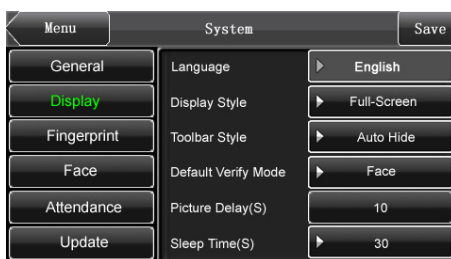 Menu System Save
General Language English
Display Display Style Full-Screen
Fingerprint Toolbar Style Auto Hide
Face Default Verify Mode Face
Attendance Picture Delay(S) 10
Update Sleep Time(S) 30